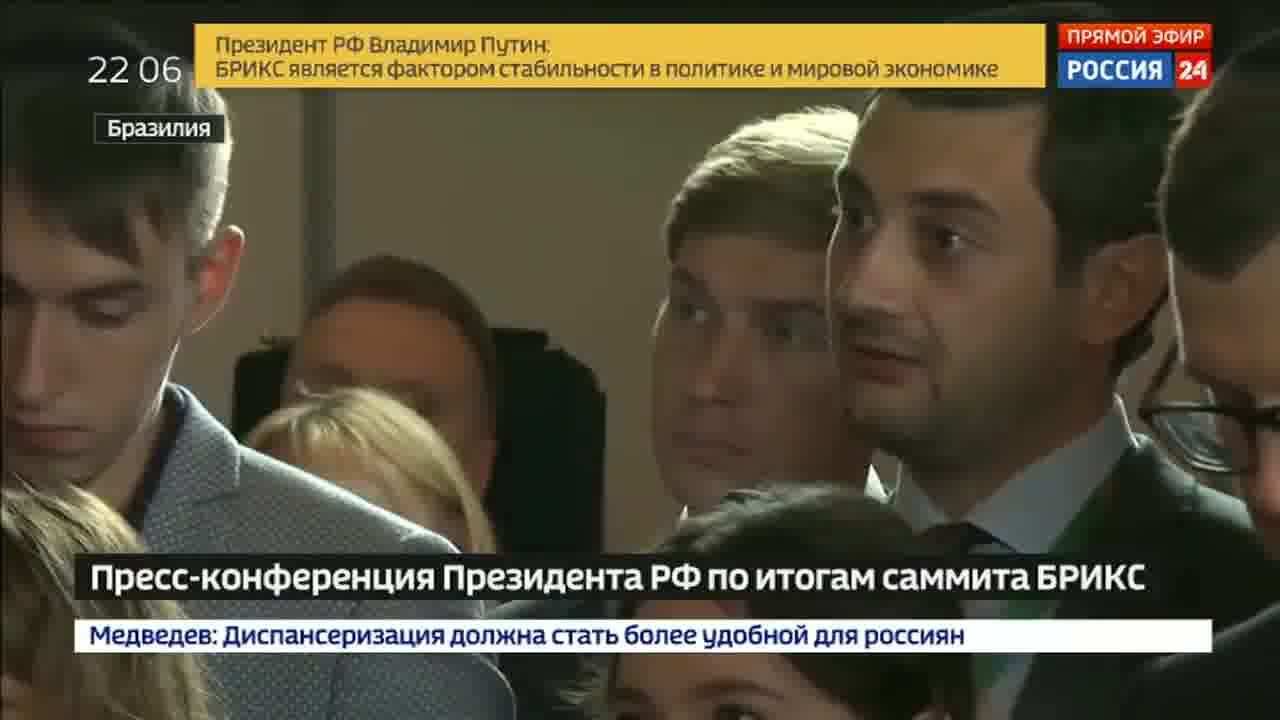 22 06
Президент РФ Владимир Путин:
БРИКС является фактором стабильности в политике и мировой экономике
ПРЯМОЙ ЭФИР
РОССИЯ 24
Бразилия
Пресс-конференция Президента РФ по итогам саммита БРИКС
Медведев: Диспансеризация должна стать более удобной для россиян